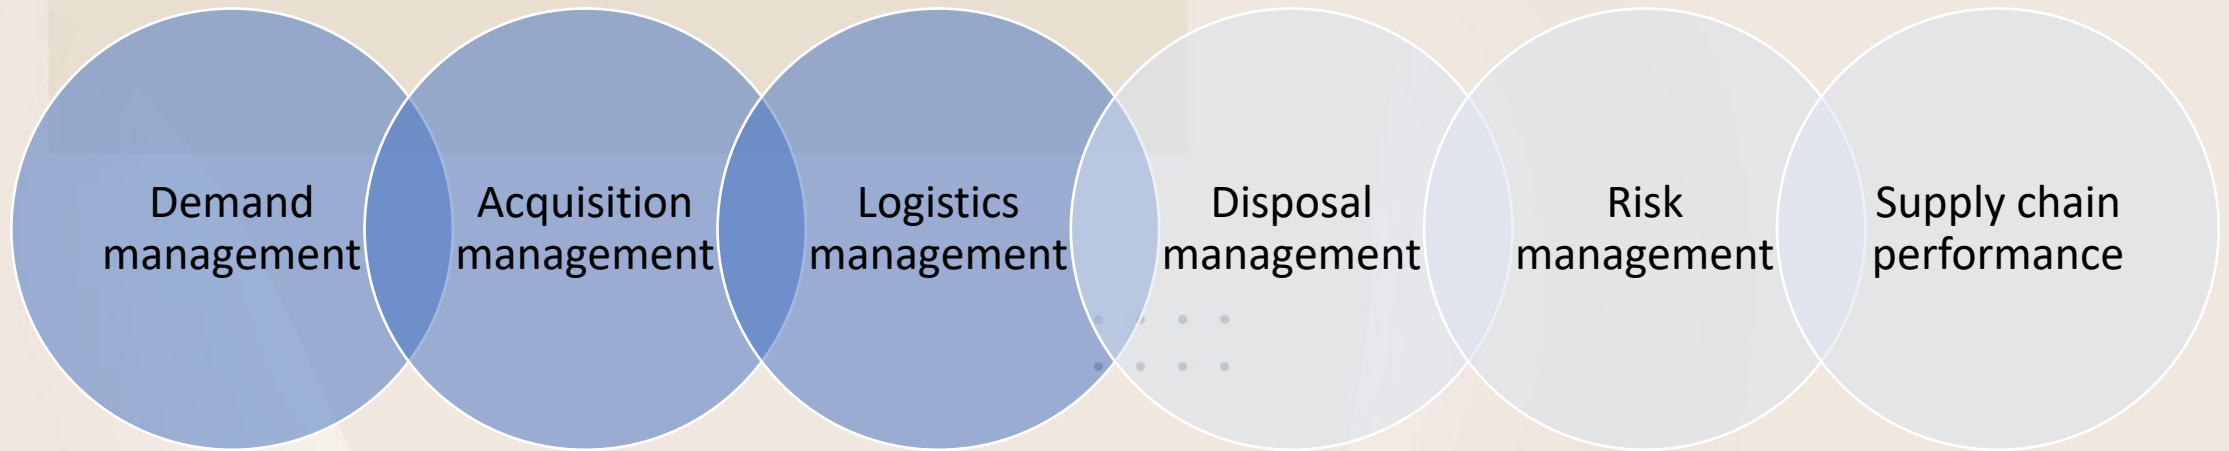 Demand
management
Acquisition
management
Logistics
management
Disposal
management
Risk
management
Supply chain
performance